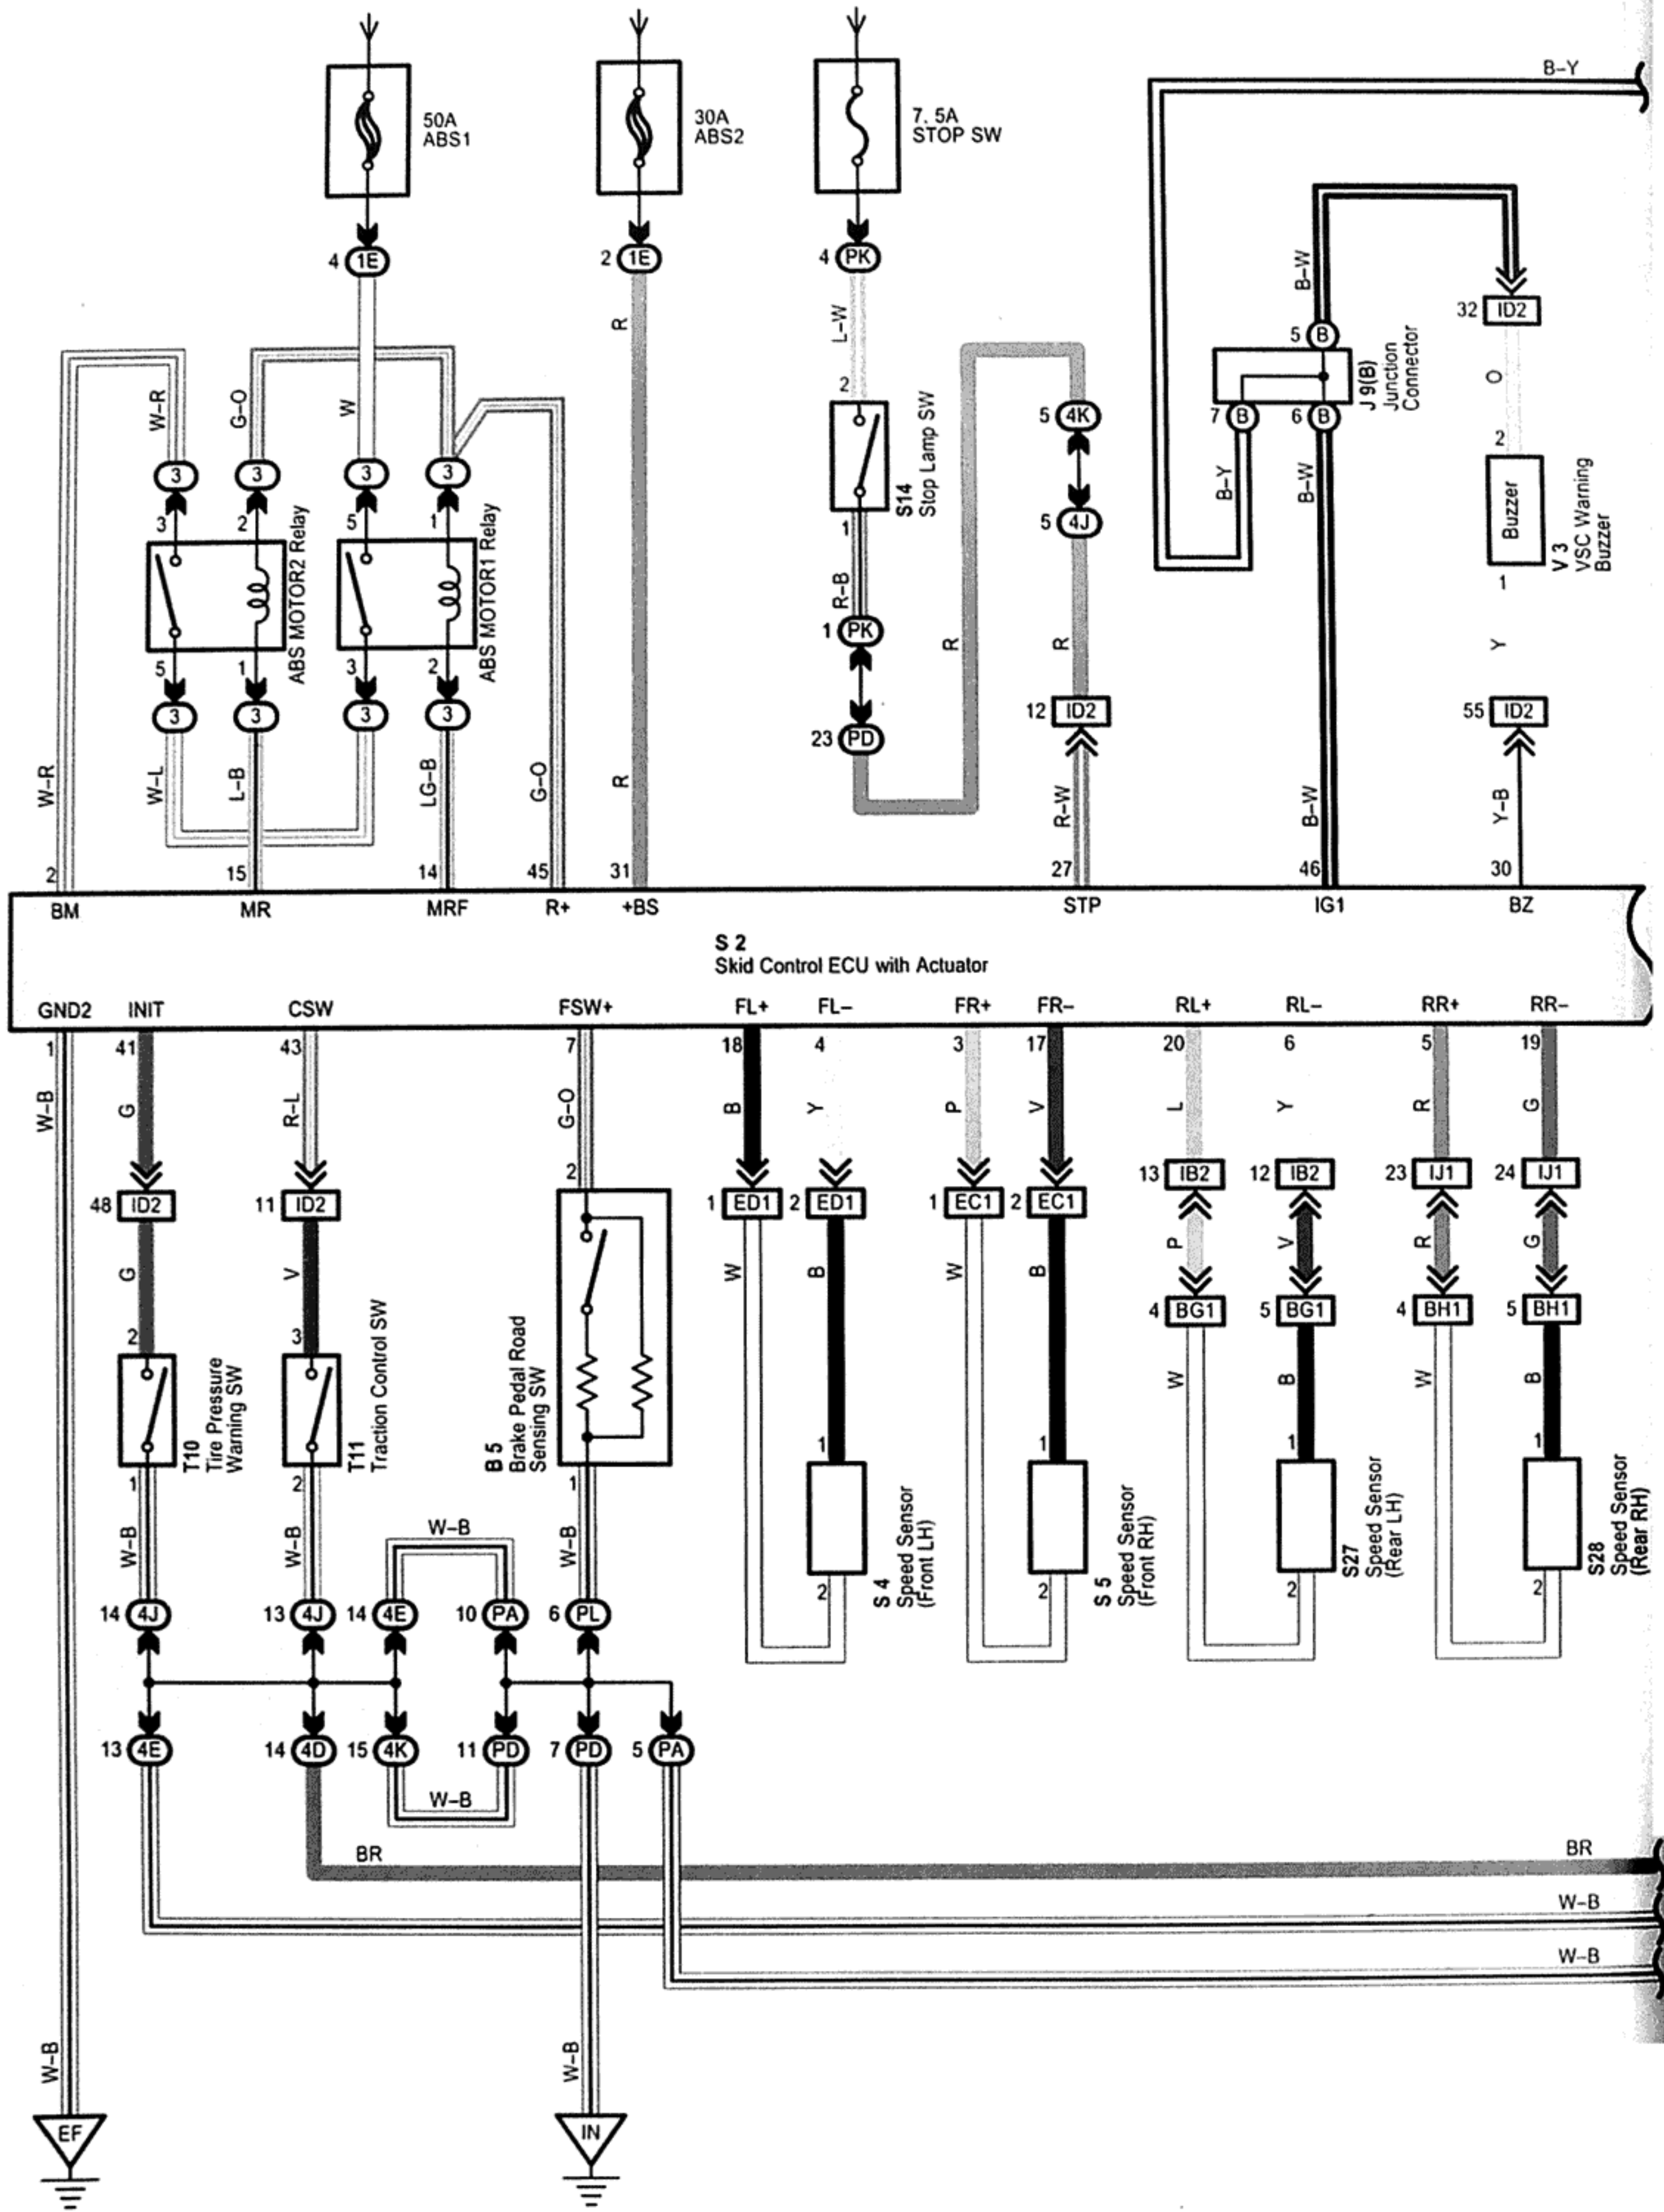 B–Y
50A
ABS1
30A
ABS2
7. 5A
STOP SW
4 1E
2 1E
4 PK
B–W
32 ID2
R
L–W
5 B
J 9(B)
Junction
Connector
W–R
G–O
W
2
S14
Stop Lamp SW
5 4K
7 B
6 B
O
2
3
3
3
3
B–Y
B–W
Buzzer
V 3
VSC Warning
Buzzer
3
2
5
1
1
5 4J
1
ABS MOTOR2 Relay
ABS MOTOR1 Relay
R–B
1 PK
R
R
Y
5
1
3
2
3
3
3
3
23 PD
12 ID2
55 ID2
W–R
W–L
L–B
LG–B
G–O
R
R–W
B–W
Y–B
2
15
14
45
31
27
46
30
BM
MR
MRF
R+
+BS
STP
IG1
BZ
S 2
Skid Control ECU with Actuator
GND2
INIT
CSW
FSW+
FL+
FL–
FR+
FR–
RL+
RL–
RR+
RR–
1
41
43
7
18
4
3
17
20
6
5
19
W–B
G
R–L
G–O
B
Y
P
V
L
Y
R
G
2
13 IB2
12 IB2
23 IJ1
24 IJ1
48 ID2
11 ID2
1 ED1
2 ED1
1 EC1
2 EC1
P
V
R
G
G
V
W
B
W
B
4 BG1
5 BG1
4 BH1
5 BH1
2
3
W
B
W
B
T10
Tire Pressure
Warning SW
T11
Traction Control SW
B 5
Brake Pedal Road
Sensing SW
1
1
1
1
1
2
1
S 4
Speed Sensor
(Front LH)
S 5
Speed Sensor
(Front RH)
S27
Speed Sensor
(Rear LH)
S28
Speed Sensor
(Rear RH)
W–B
W–B
W–B
W–B
2
2
2
2
14 4J
13 4J
14 4E
10 PA
6 PL
13 4E
14 4D
15 4K
11 PD
7 PD
5 PA
W–B
BR
BR
W–B
W–B
W–B
W–B
EF
IN